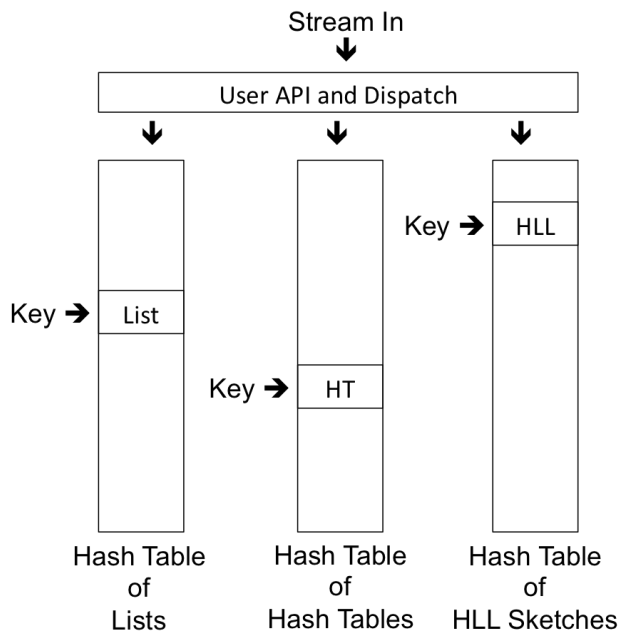 Stream In
User API and Dispatch
Key
HLL
Key
List
Key
HT
Hash Table
of
Lists
Hash Table
of
Hash Tables
Hash Table
of
HLL Sketches